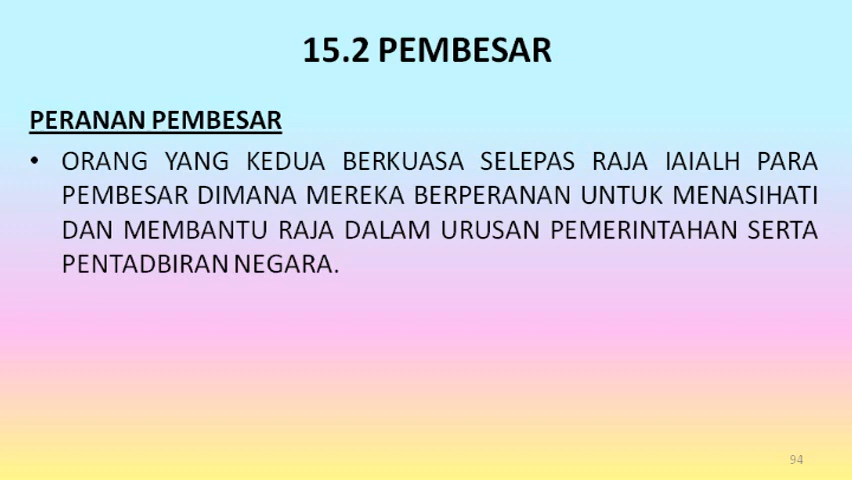 15.2 PEMBESAR
PERANAN PEMBESAR
• ORANG YANG KEDUA BERKUASA SELEPAS RAJA IAIALH PARA
PEMBESAR DIMANA MEREKA BERPERANAN UNTUK MENASIHATI
DAN MEMBANTU RAJA DALAM URUSAN PEMERINTAHAN SERTA
PENTADBIRAN NEGARA.
94